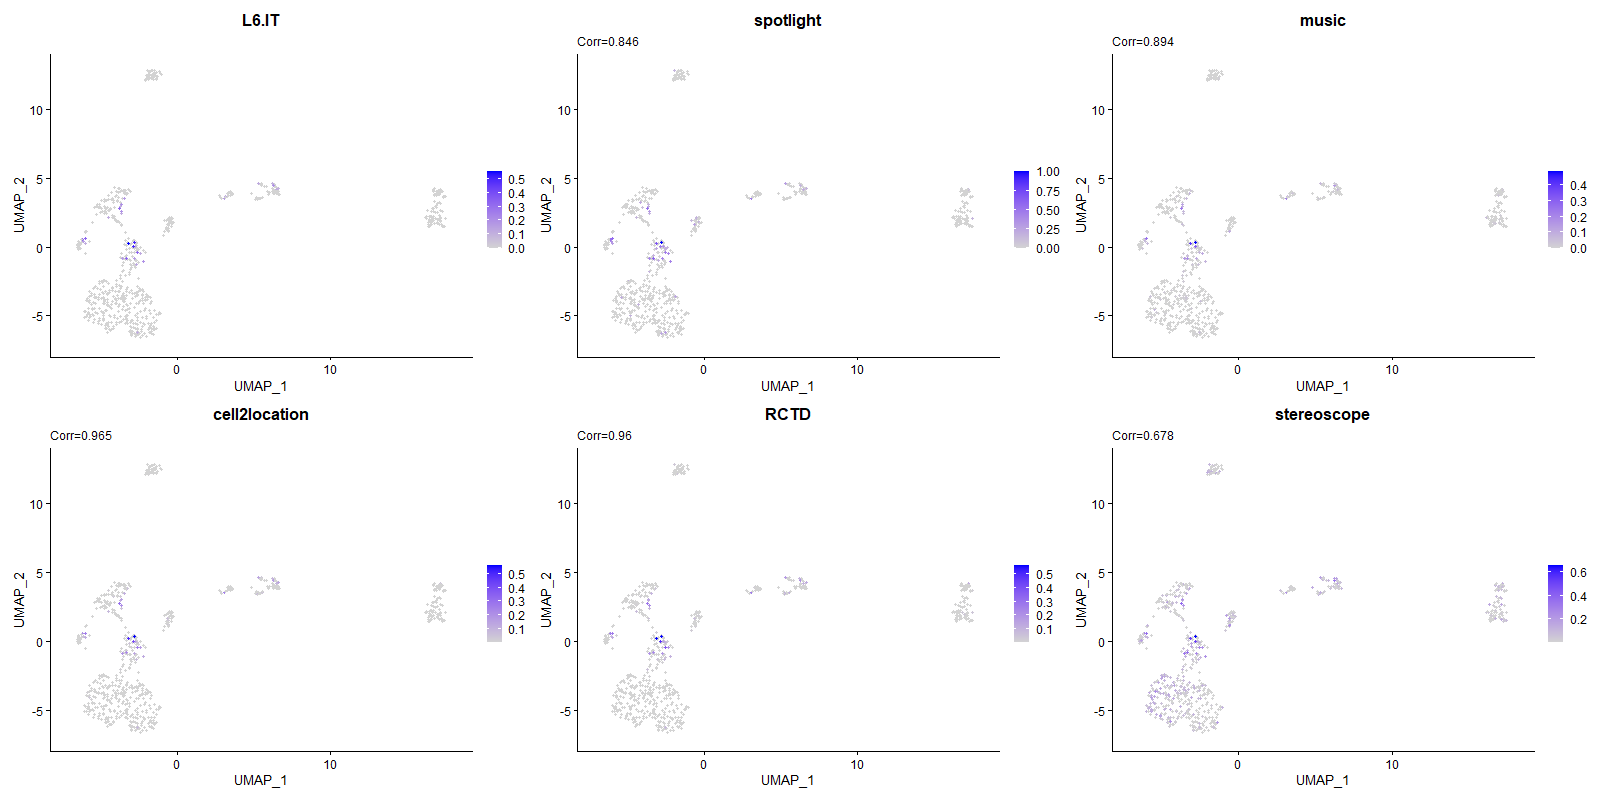 L6.IT
10
5
0
-5
UMAP_2
0
10
UMAP_1
0.5
0.4
0.3
0.2
0.1
0.0
spotlight
Corr=0.846
10
5
0
-5
UMAP_2
0
10
UMAP_1
1.00
0.75
0.50
0.25
0.00
music
Corr=0.894
10
5
0
-5
UMAP_2
0
10
UMAP_1
0.4
0.3
0.2
0.1
0.0
cell2location
Corr=0.965
10
5
0
-5
UMAP_2
0
10
UMAP_1
0.5
0.4
0.3
0.2
0.1
RCTD
Corr=0.96
10
5
0
-5
UMAP_2
0
10
UMAP_1
0.5
0.4
0.3
0.2
0.1
stereoscope
Corr=0.678
10
5
0
-5
UMAP_2
0
10
UMAP_1
0.6
0.4
0.2